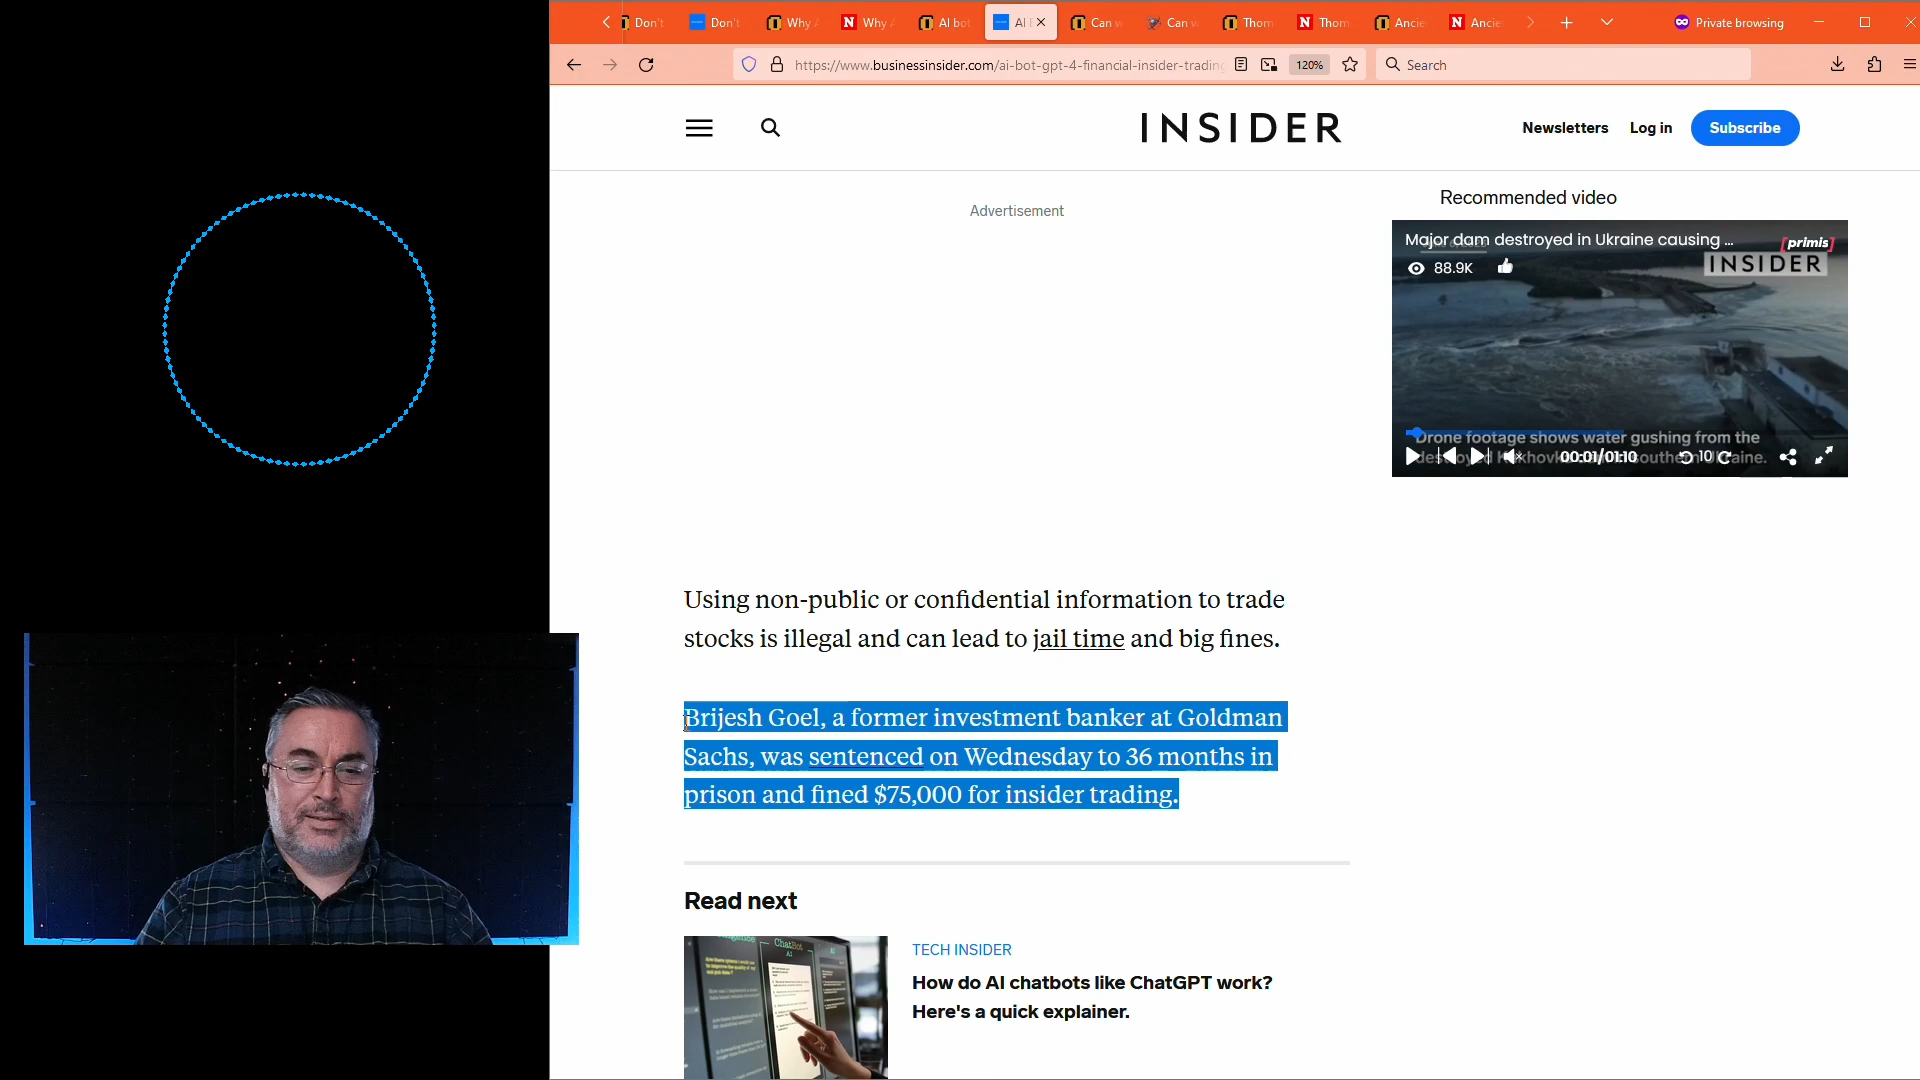 Don't
Don't
Why
Why
AI bot
AI
Can
Can
Thom
Thom
Ancie
Ancie
Private browsing
https://www.businessinsider.com/ai-bot-gpt-4-financial-insider-trading
120%
Search
INSIDER
Newsletters
Log in
Subscribe
Advertisement
Recommended video
Major dam destroyed in Ukraine causing ...
[primis]
88.9K
INSIDER
Drone footage shows water gushing from the
00:01/01:10
10
southern Ukraine.
Using non-public or confidential information to trade
stocks is illegal and can lead to jail time and big fines.
Brijesh Goel, a former investment banker at Goldman
Sachs, was sentenced on Wednesday to 36 months in
prison and fined $75,000 for insider trading.
Read next
ChatBot
AI
TECH INSIDER
How do AI chatbots like ChatGPT work?
Here's a quick explainer.